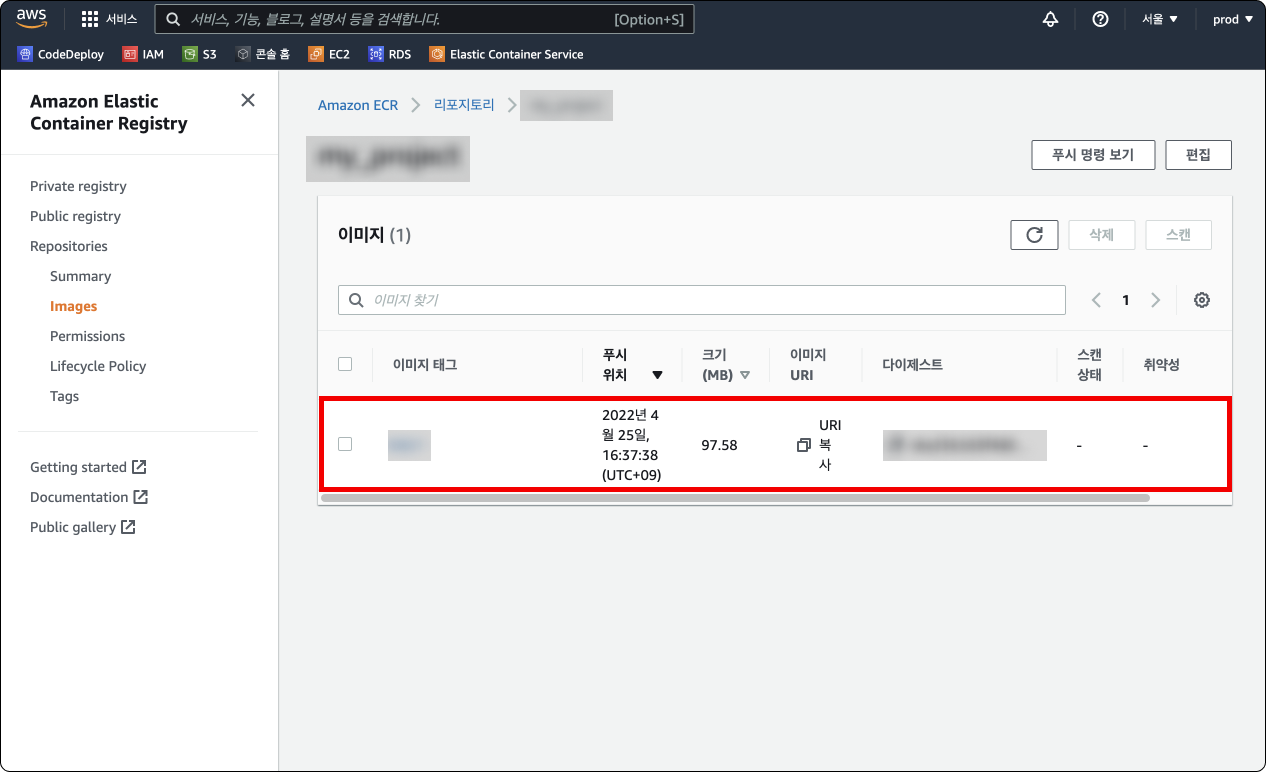 aws 서비스 서비스, 기능, 블로그, 설명서 등을 검색합니다. [Option+S] 서울 ▼ prod ▼
CodeDeploy IAM S3 콘솔 홈 EC2 RDS Elastic Container Service
Amazon Elastic
Container Registry
Private registry
Public registry
Repositories
Summary
Images
Permissions
Lifecycle Policy
Tags
Getting started
Documentation
Public gallery
Amazon ECR 리포지토리
my_project
푸시 명령 보기 편집
이미지 (1)
삭제 스캔
이미지 찾기
1
이미지 태그
푸시
위치
크기
(MB)
이미지
URI
다이제스트
스캔
상태
취약성
2022년 4
월 25일,
16:37:38
(UTC+09)
97.58
URI
복
사
-
-